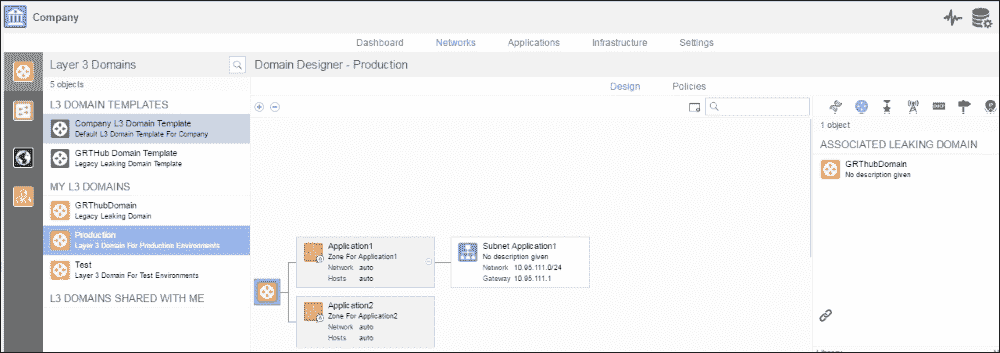 Company
Dashboard Networks Applications Infrastructure Settings
Layer 3 Domains
5 objects
L3 DOMAIN TEMPLATES
Company L3 Domain Template
Default L3 Domain Template For Company
GRTHub Domain Template
Legacy Leaking Domain Template
MY L3 DOMAINS
GRThubDomain
Legacy Leaking Domain
Production
Layer 3 Domain For Production Environments
Test
Layer 3 Domain For Test Environments
L3 DOMAINS SHARED WITH ME
Domain Designer - Production
Design Policies
Application1
Zone For Application1
Network auto
Hosts auto
Subnet Application1
No description given
Network 10.95.111.0/24
Gateway 10.95.111.1
Application2
Zone For Application2
Network auto
Hosts auto
1 object
ASSOCIATED LEAKING DOMAIN
GRThubDomain
No description given